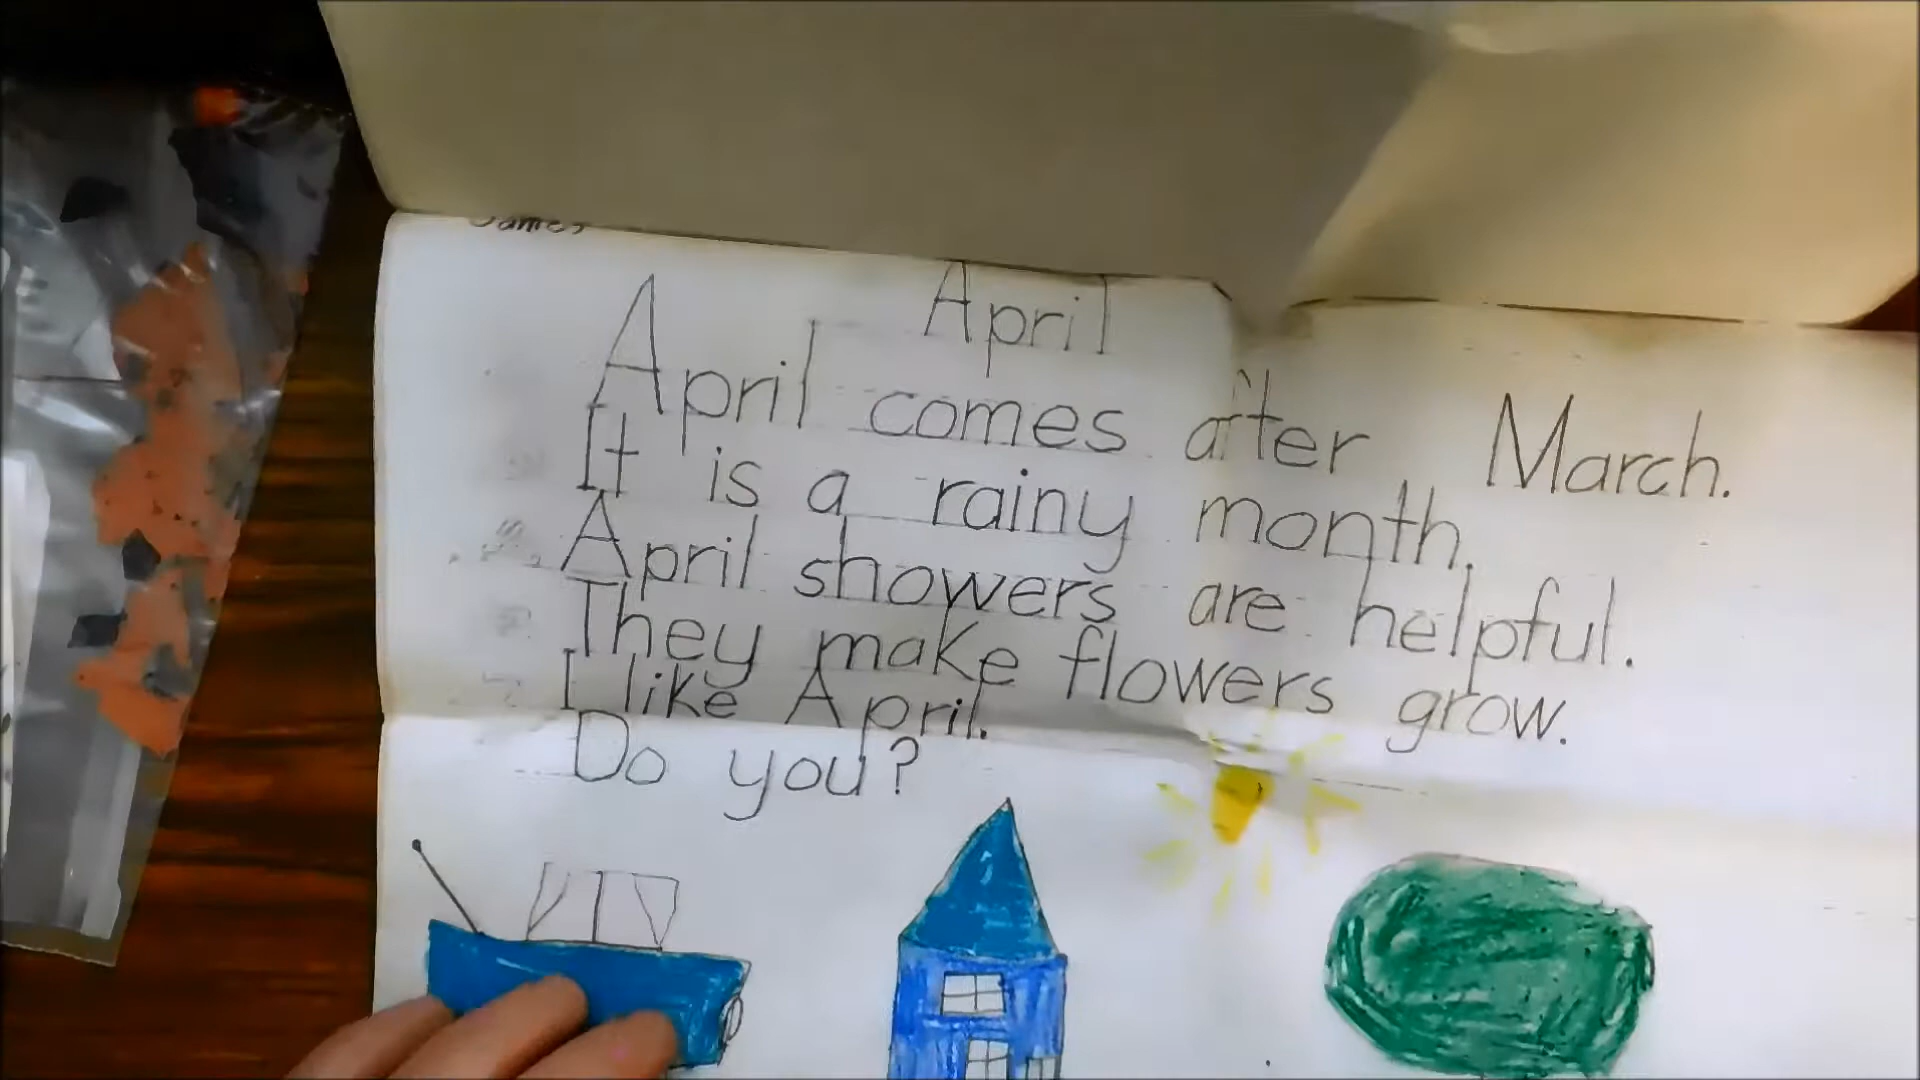 James
April
April comes after March.
It is a rainy month.
April showers are helpful.
They make flowers grow.
I like April.
Do you?